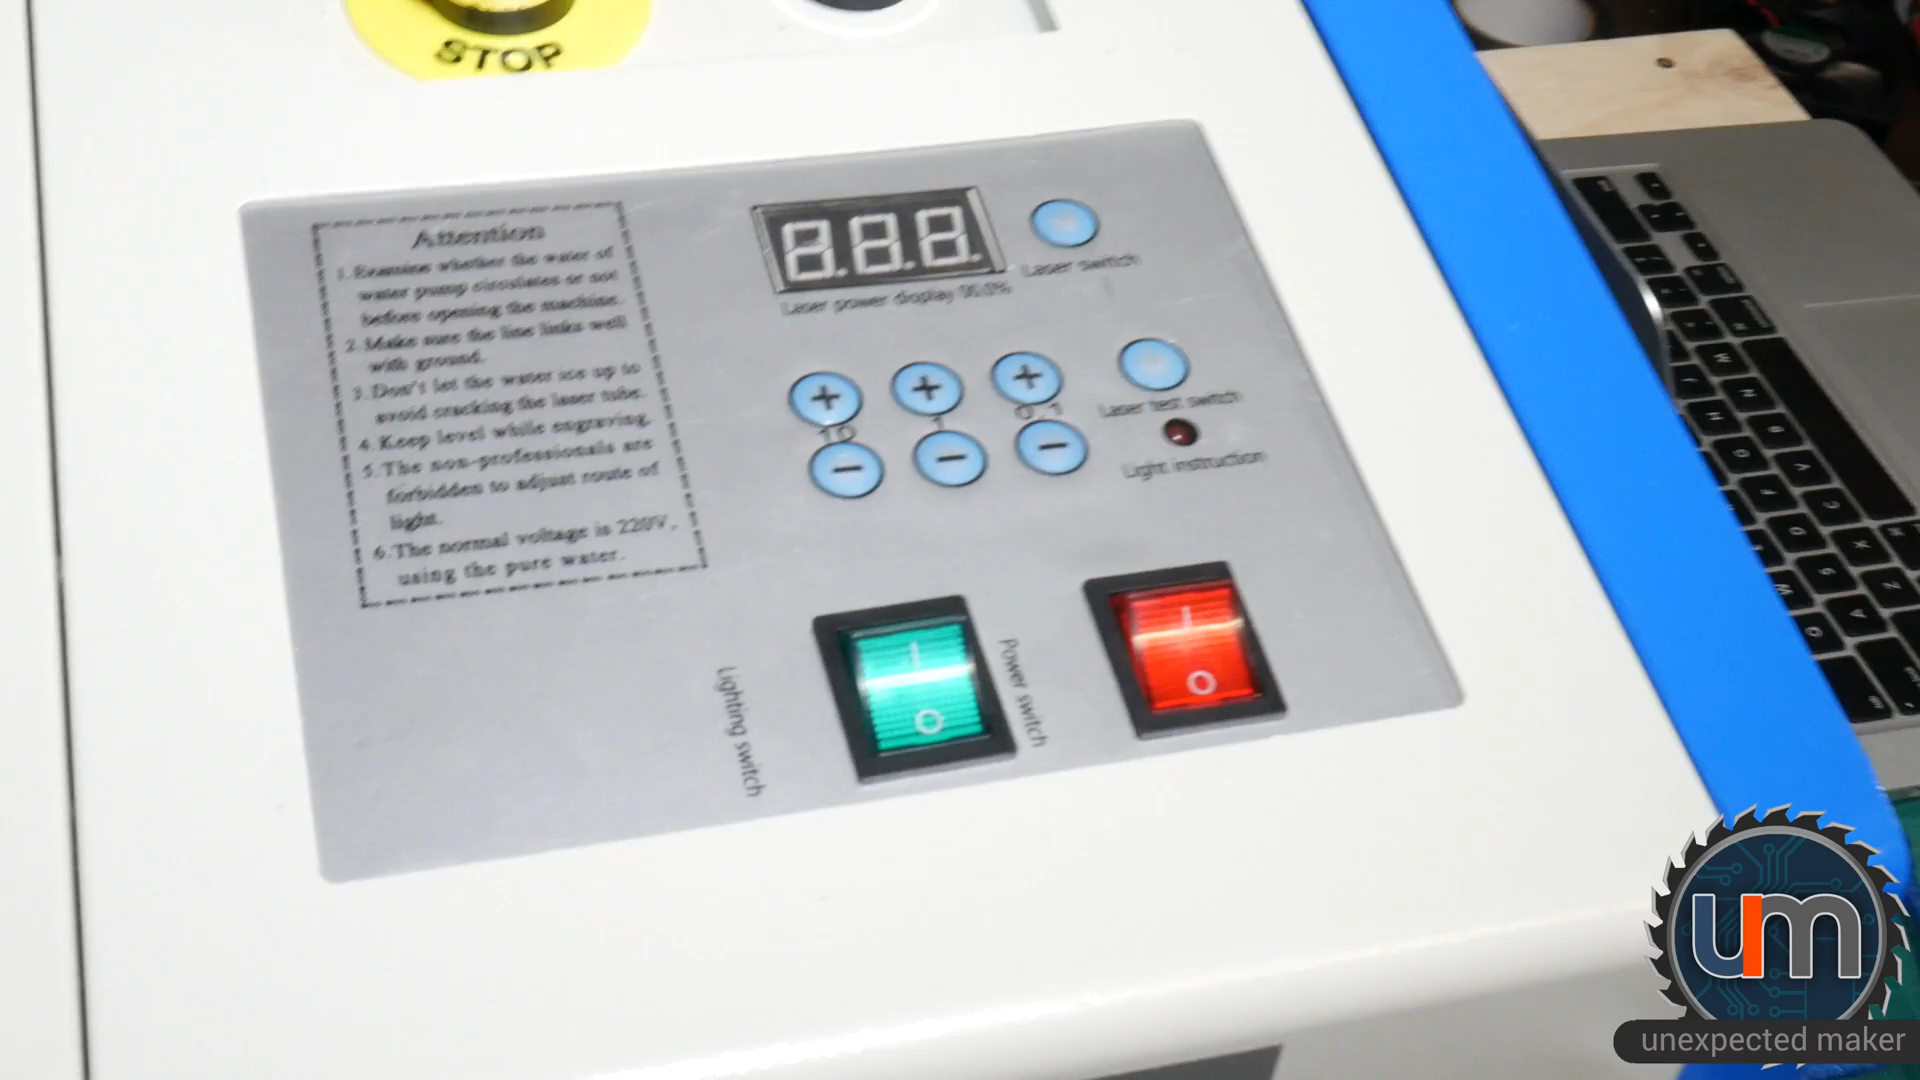 STOP
Attention
1.Examine whether the water of
water pump circulates or not
before opening the machine.
2.Make sure the line links well
with ground.
3.Don't let the water ice up to
avoid cracking the laser tube.
4.Keep level while engraving.
5.The non-professionals are
forbidden to adjust route of
light.
6.The normal voltage is 220V,
using the pure water.
8.8.8.
Laser power display
Laser switch
+ + +
10 1 0.1
- - -
Laser test switch
Light instruction
Lighting switch
I
O
Power switch
I
O
um
unexpected maker